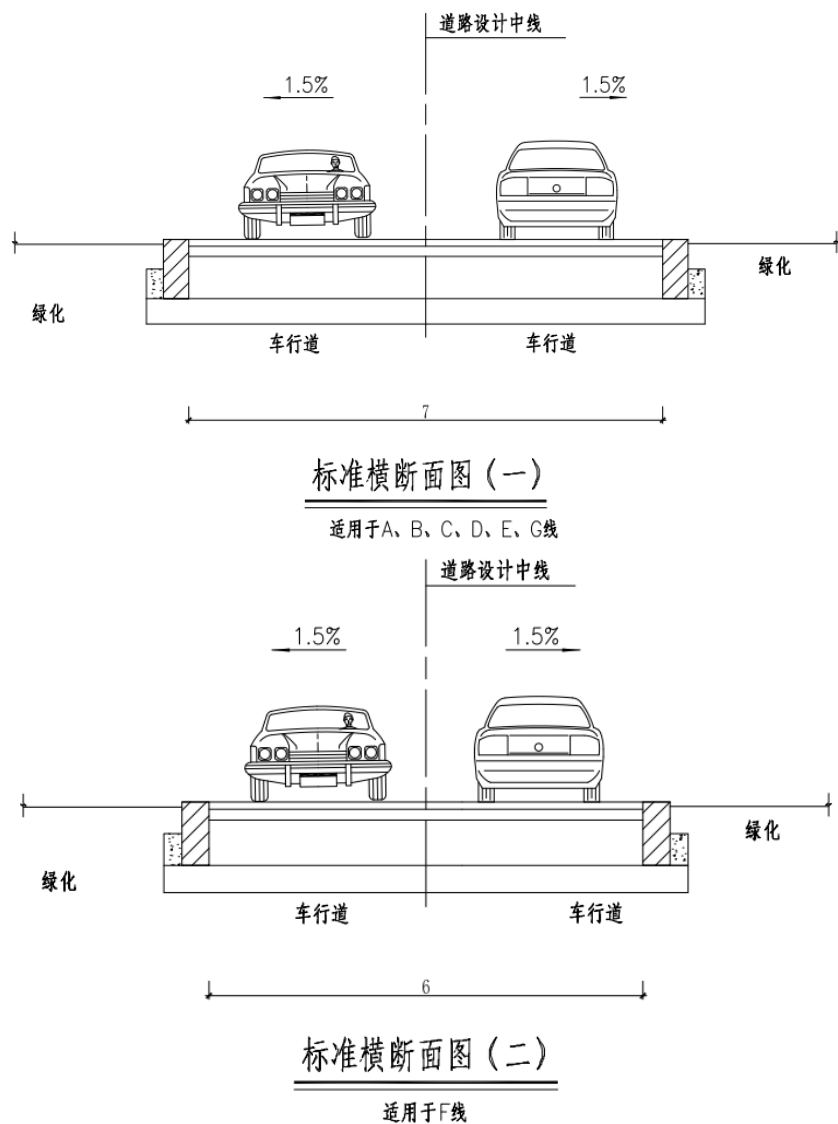 道路设计中线
1.5% 1.5%
绿化
绿化
车行道 车行道
7
标准横断面图（一）
适用于A、B、C、D、E、G线
道路设计中线
1.5% 1.5%
绿化
绿化
车行道 车行道
6
标准横断面图（二）
适用于F线